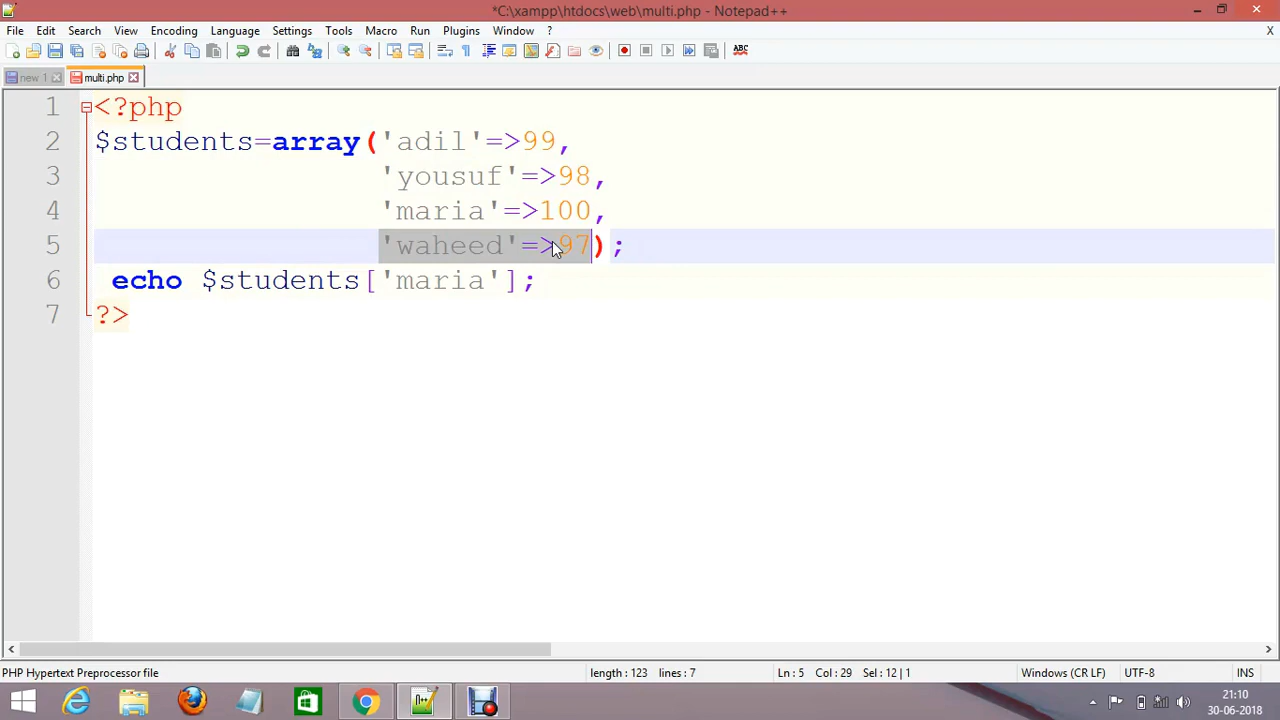 *C:\xampp\htdocs\web\multi.php - Notepad++
File Edit Search View Encoding Language Settings Tools Macro Run Plugins Window ? X
ABC
new 1 multi.php
1 <?php
2 $students=array('adil'=>99,
3 'yousuf'=>98,
4 'maria'=>100,
5 'waheed'=>97);
6 echo $students['maria'];
7 ?>
PHP Hypertext Preprocessor file length : 123 lines : 7 Ln : 5 Col : 29 Sel : 12 | 1 Windows (CR LF) UTF-8 INS
21:10
30-06-2018